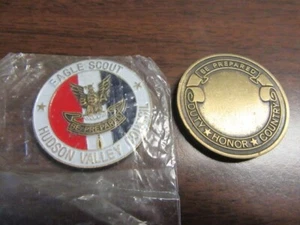 EAGLE SCOUT
BE PREPARED
HUDSON VALLEY COUNCIL
BE PREPARED
DUTY ★ HONOR ★ COUNTRY